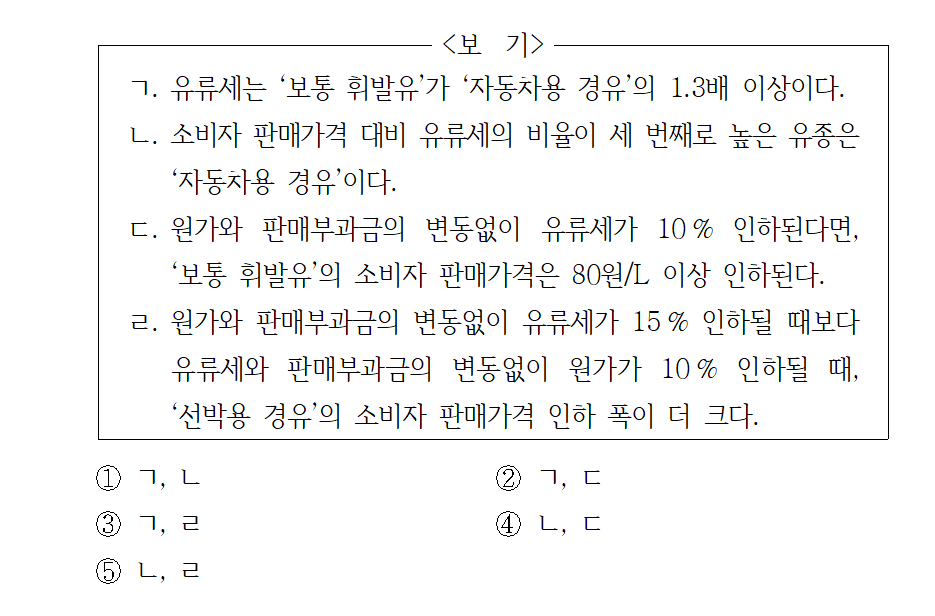 <보 기>
ㄱ. 유류세는 ‘보통 휘발유’가 ‘자동차용 경유’의 1.3배 이상이다.
ㄴ. 소비자 판매가격 대비 유류세의 비율이 세 번째로 높은 유종은
‘자동차용 경유’이다.
ㄷ. 원가와 판매부과금의 변동없이 유류세가 10 % 인하된다면,
‘보통 휘발유’의 소비자 판매가격은 80원/L 이상 인하된다.
ㄹ. 원가와 판매부과금의 변동없이 유류세가 15 % 인하될 때보다
유류세와 판매부과금의 변동없이 원가가 10 % 인하될 때,
‘선박용 경유’의 소비자 판매가격 인하 폭이 더 크다.
① ㄱ, ㄴ ② ㄱ, ㄷ
③ ㄱ, ㄹ ④ ㄴ, ㄷ
⑤ ㄴ, ㄹ